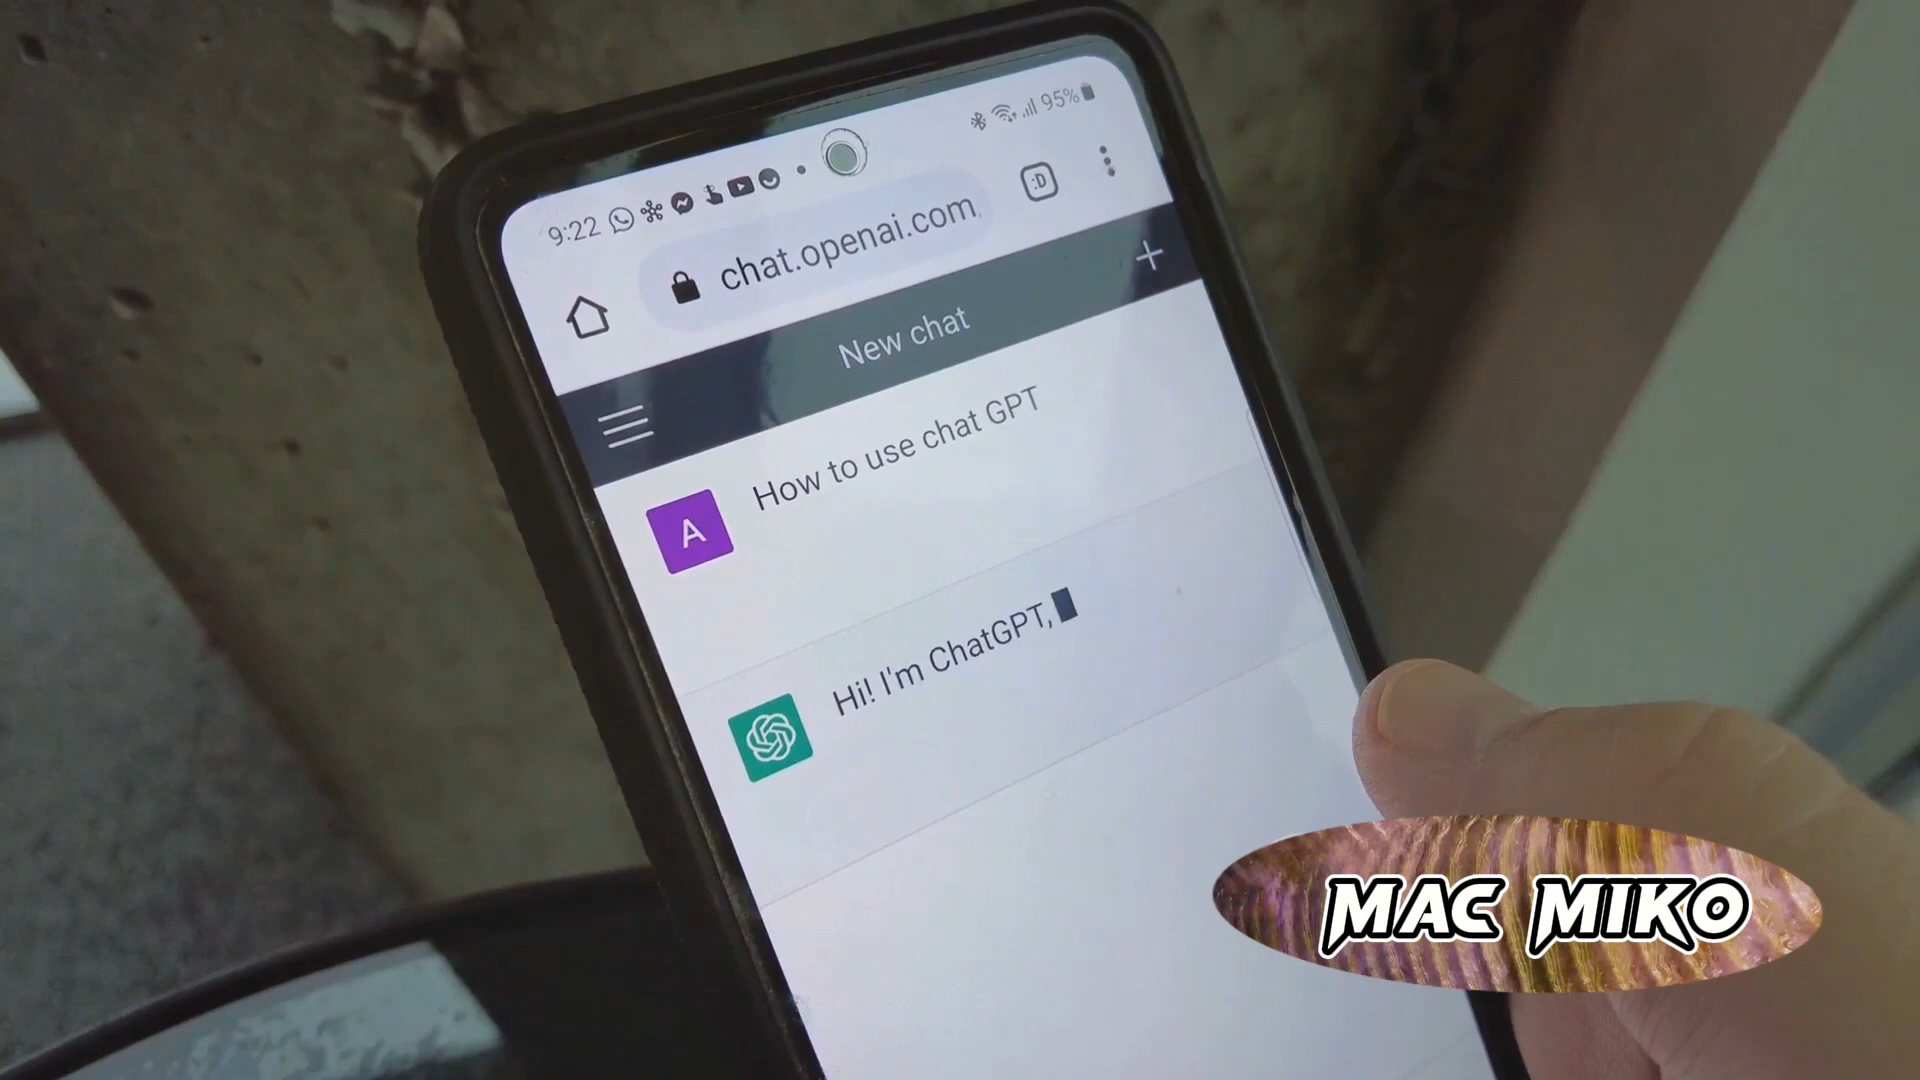 9:22
95%
chat.openai.com
:D
New chat
A
How to use chat GPT
Hi! I'm ChatGPT,
MAC MIKO